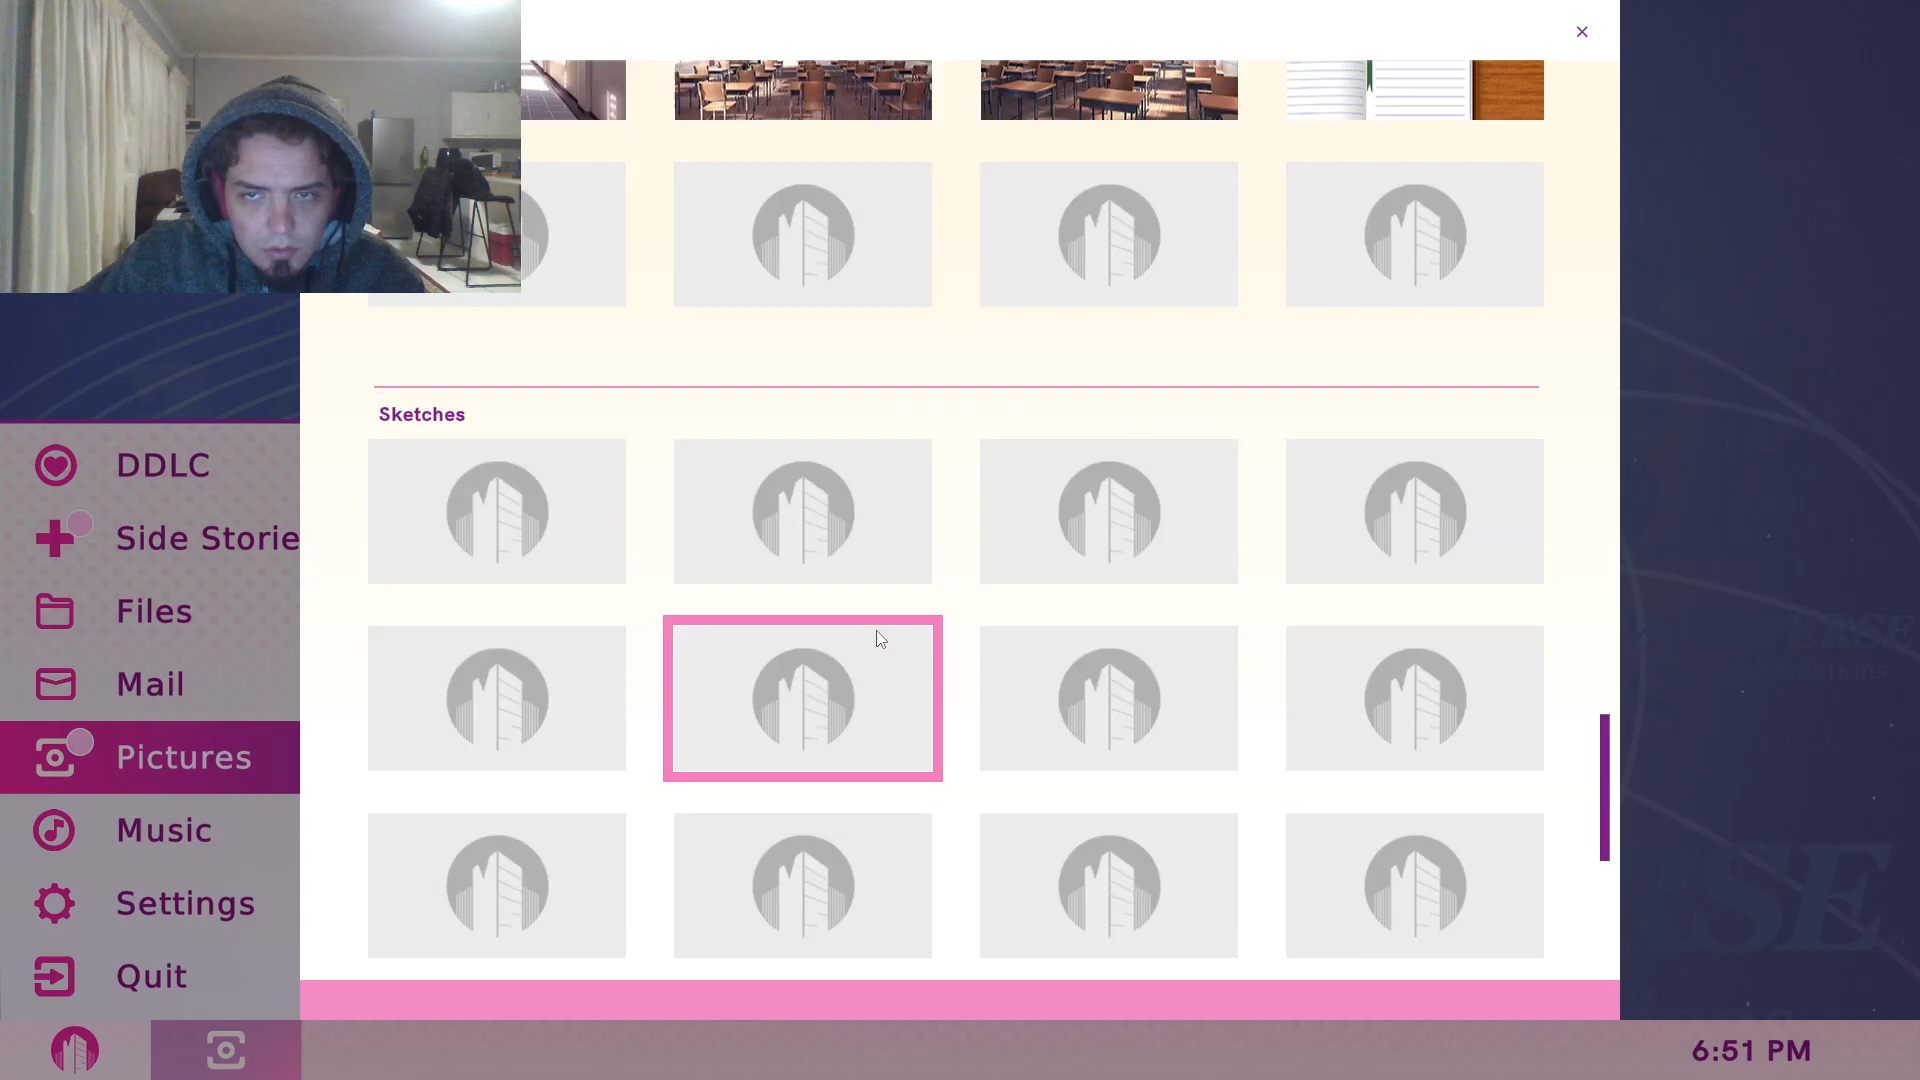 Sketches
DDLC
Side Storie
Files
Mail
Pictures
Music
Settings
Quit
6:51 PM